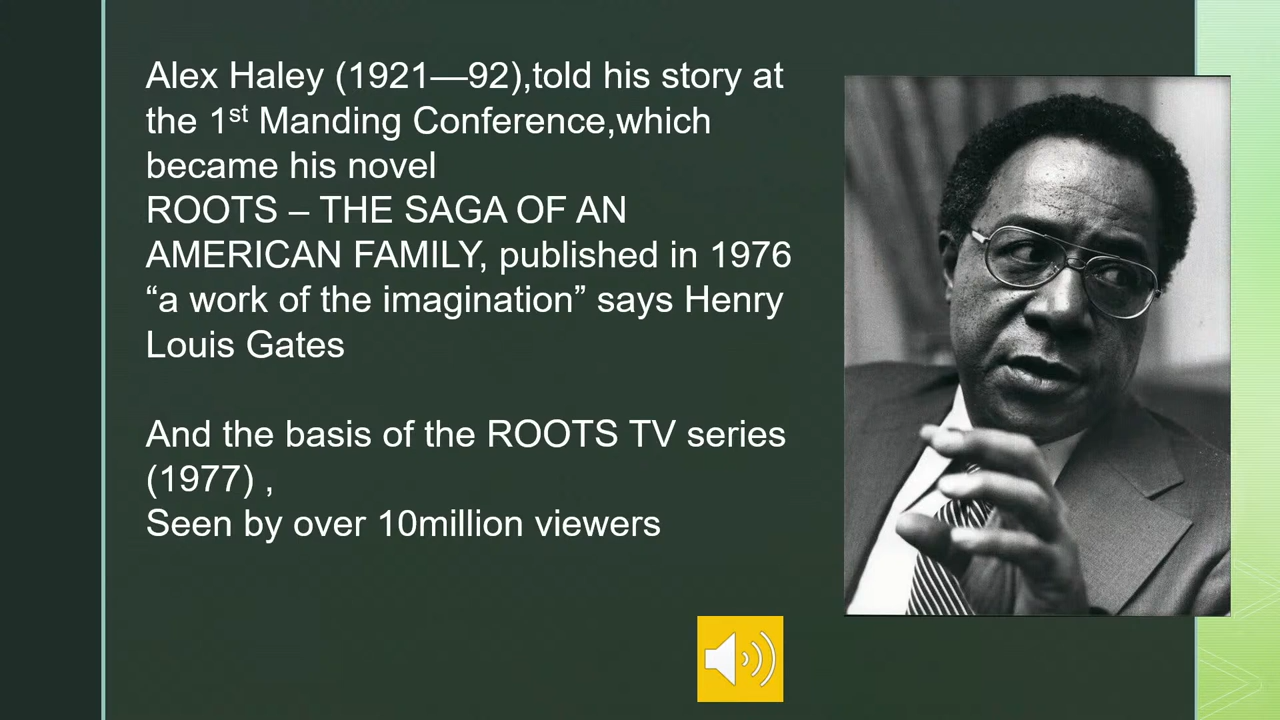 Alex Haley (1921—92),told his story at
the 1st Manding Conference,which
became his novel
ROOTS – THE SAGA OF AN
AMERICAN FAMILY, published in 1976
“a work of the imagination” says Henry
Louis Gates
And the basis of the ROOTS TV series
(1977) ,
Seen by over 10million viewers